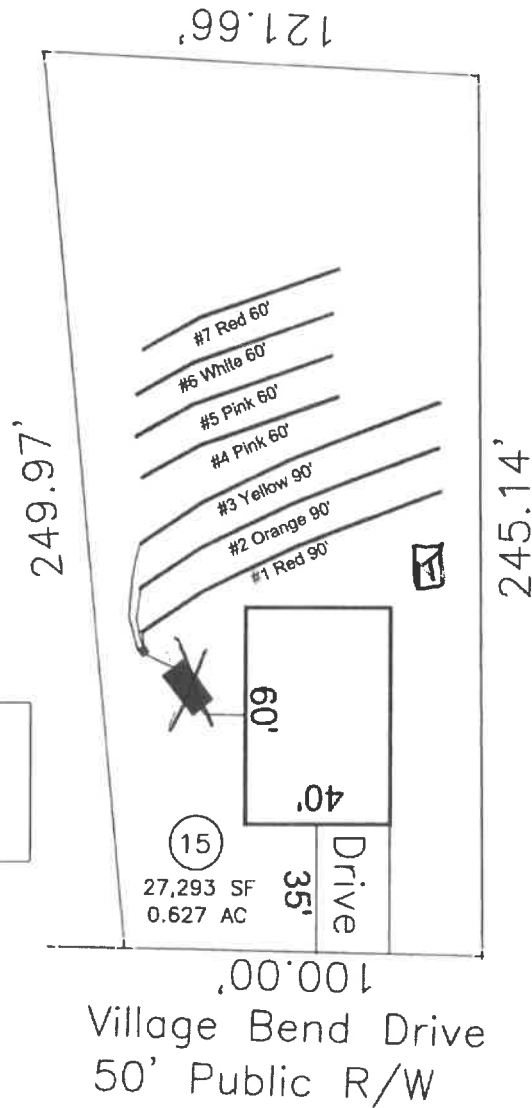 121.66'
249.97'
#7 Red 60'
#6 White 60'
#5 Pink 60'
#4 Pink 60'
#3 Yellow 90'
#2 Orange 90'
#1 Red 90'
245.14'
60'
40'
15
27,293 SF
0.627 AC
35'
Drive
100.00'
Village Bend Drive
50' Public R/W